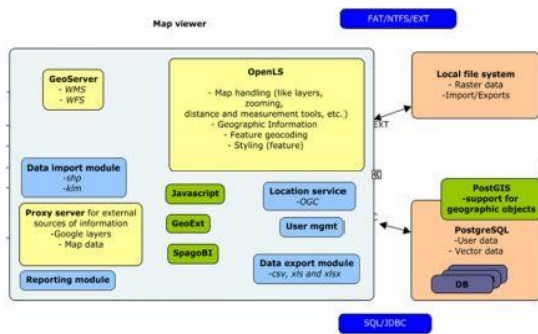 Map viewer
FAT/NTFS/EXT
GeoServer
- WMS
- WFS
OpenLS
- Map handling (like layers,
zooming,
distance and measurement tools, etc.)
- Geographic Information
- Feature geocoding
- Styling (feature)
Local file system
- Raster data
-Import/Exports
EXT
Data import module
-shp
-klm
Javascript
Location service
-OGC
PostGIS
-support for
geographic objects
Proxy server for external
sources of information
-Google layers
- Map data
GeoExt
User mgmt
C
PostgreSQL
-User data
- Vector data
SpagoBI
Reporting module
Data export module
-csv, xls and xlsx
DB
SQL/JDBC